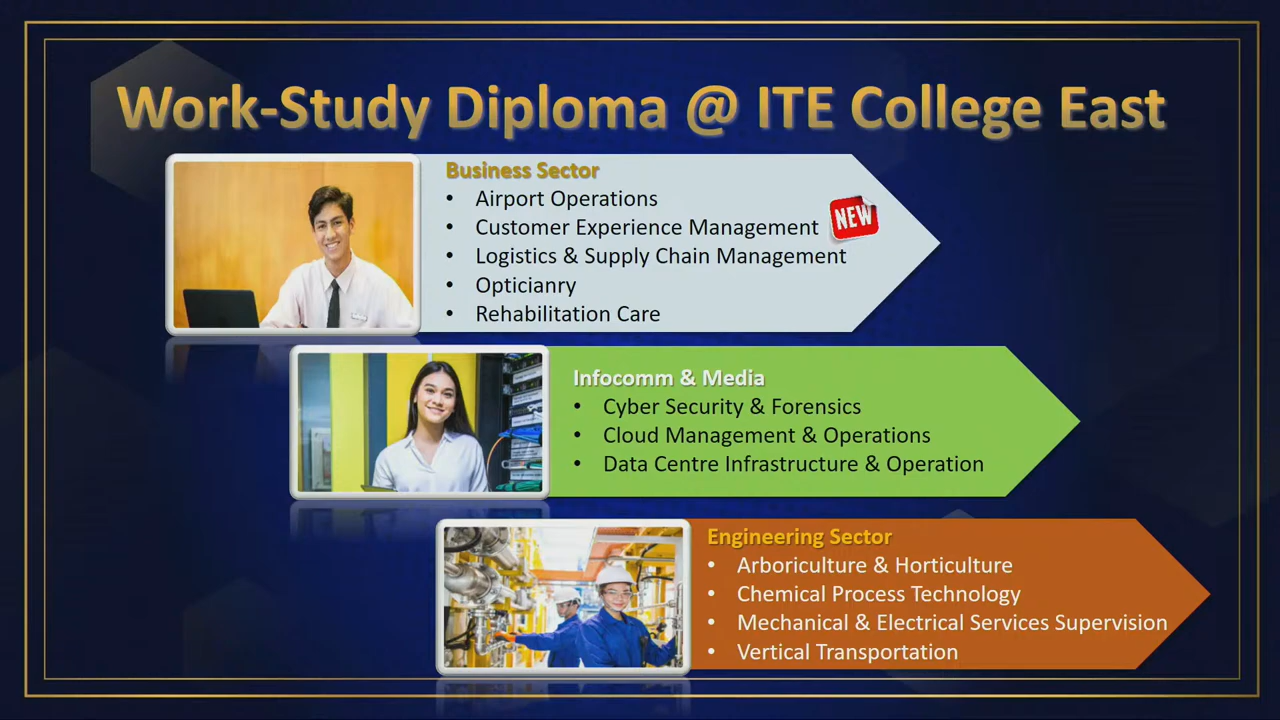 Work-Study Diploma @ ITE College East
Business Sector
• Airport Operations
• Customer Experience Management
NEW
• Logistics & Supply Chain Management
• Opticianry
• Rehabilitation Care
Infocomm & Media
• Cyber Security & Forensics
• Cloud Management & Operations
• Data Centre Infrastructure & Operation
Engineering Sector
• Arboriculture & Horticulture
• Chemical Process Technology
• Mechanical & Electrical Services Supervision
• Vertical Transportation